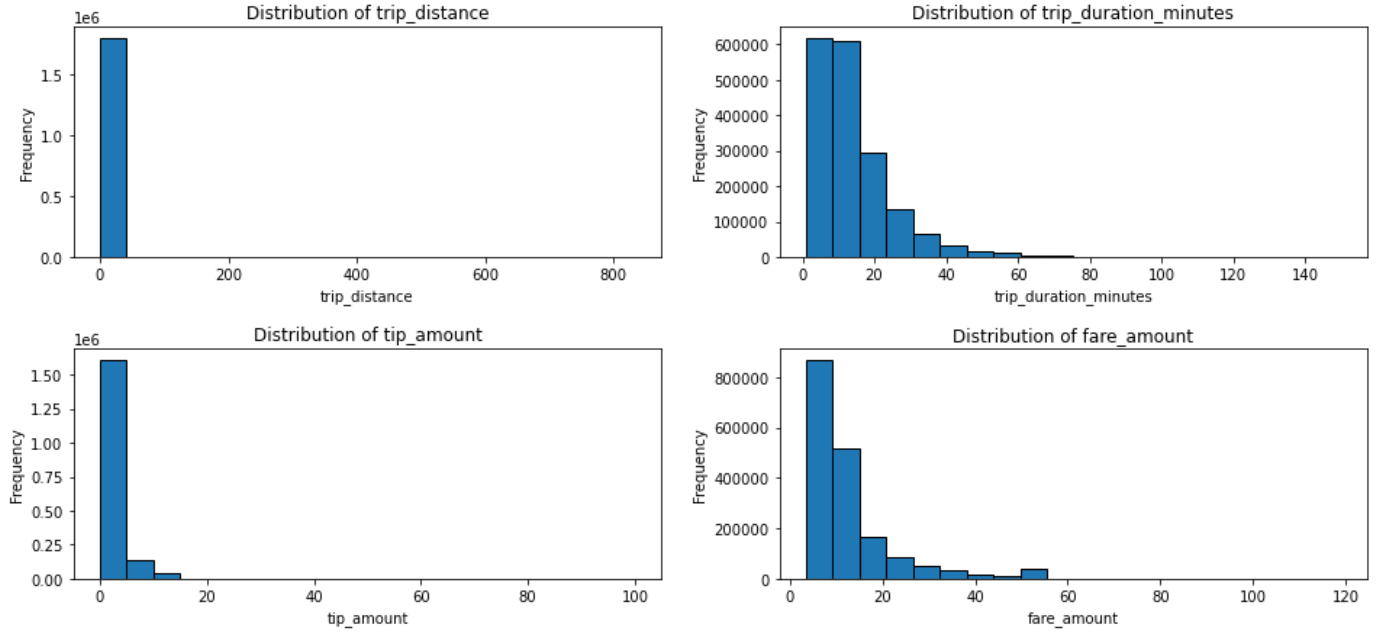 Distribution of trip_distance
1e6
Frequency
1.5
1.0
0.5
0.0
0 200 400 600 800
trip_distance
Distribution of trip_duration_minutes
Frequency
600000
500000
400000
300000
200000
100000
0
0 20 40 60 80 100 120 140
trip_duration_minutes
Distribution of tip_amount
1e6
Frequency
1.50
1.25
1.00
0.75
0.50
0.25
0.00
0 20 40 60 80 100
tip_amount
Distribution of fare_amount
Frequency
800000
600000
400000
200000
0
0 20 40 60 80 100 120
fare_amount